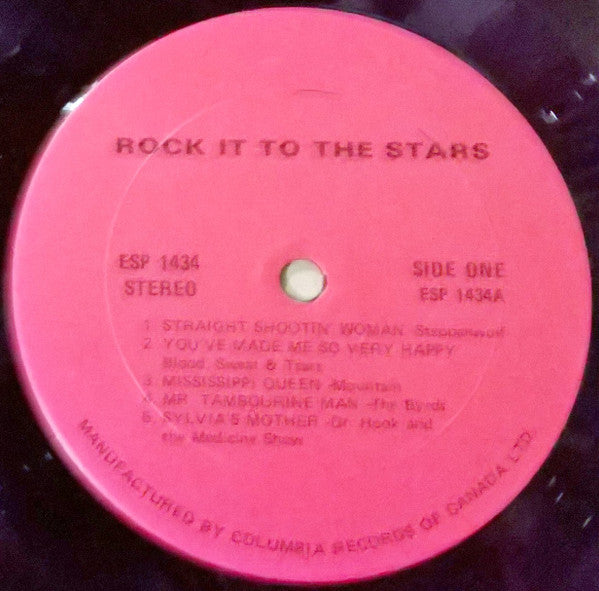 ROCK IT TO THE STARS
ESP 1434
STEREO
SIDE ONE
ESP 1434A
1 STRAIGHT SHOOTIN' WOMAN Steppenwolf
2 YOU'VE MADE ME SO VERY HAPPY
Blood, Sweat & Tears
3 MISSISSIPPI QUEEN -Mountain
4 MR. TAMBOURINE MAN -The Byrds
5 SYLVIA'S MOTHER -Dr. Hook and
the Medicine Show
MANUFACTURED BY COLUMBIA RECORDS OF CANADA LTD.